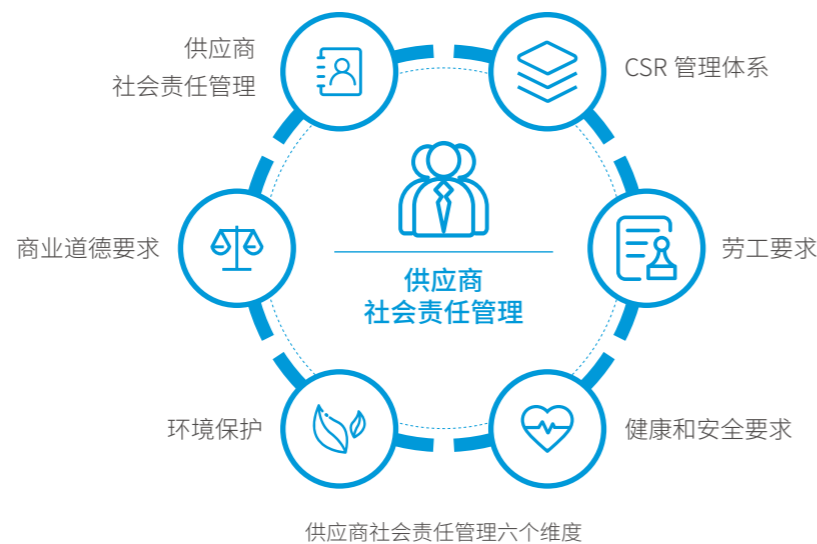 供应商
社会责任管理
CSR 管理体系
商业道德要求
劳工要求
供应商
社会责任管理
环境保护
健康和安全要求
供应商社会责任管理六个维度